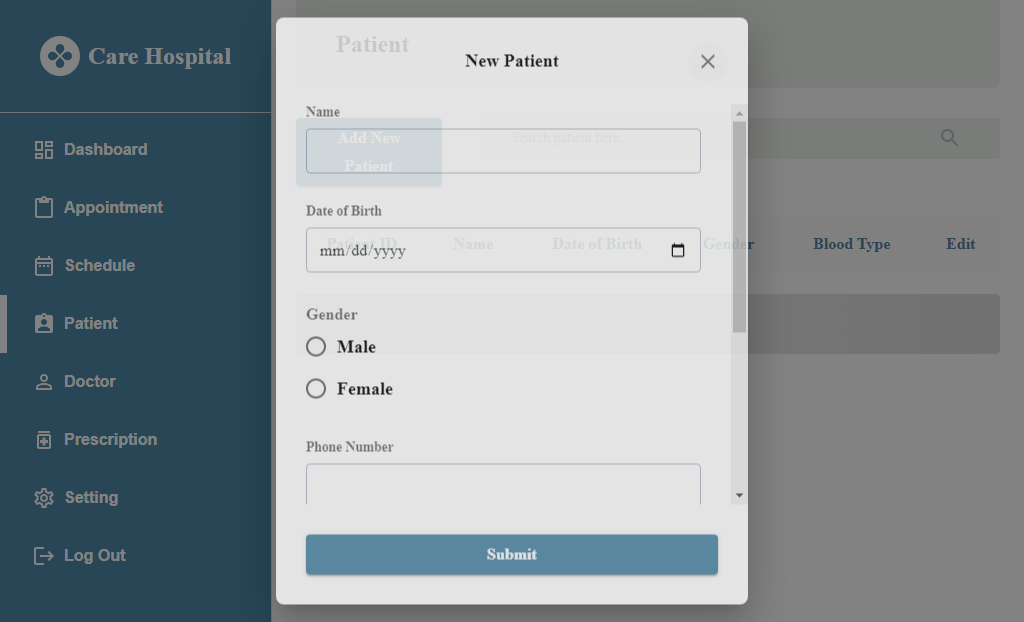 Care Hospital
Dashboard
Appointment
Schedule
Patient
Doctor
Prescription
Setting
Log Out
Patient
Add New
Patient
Search patient here...
Patient ID
Name
Date of Birth
Gender
Blood Type
Edit
New Patient
Name
Date of Birth
mm/dd/yyyy
Gender
Male
Female
Phone Number
Submit